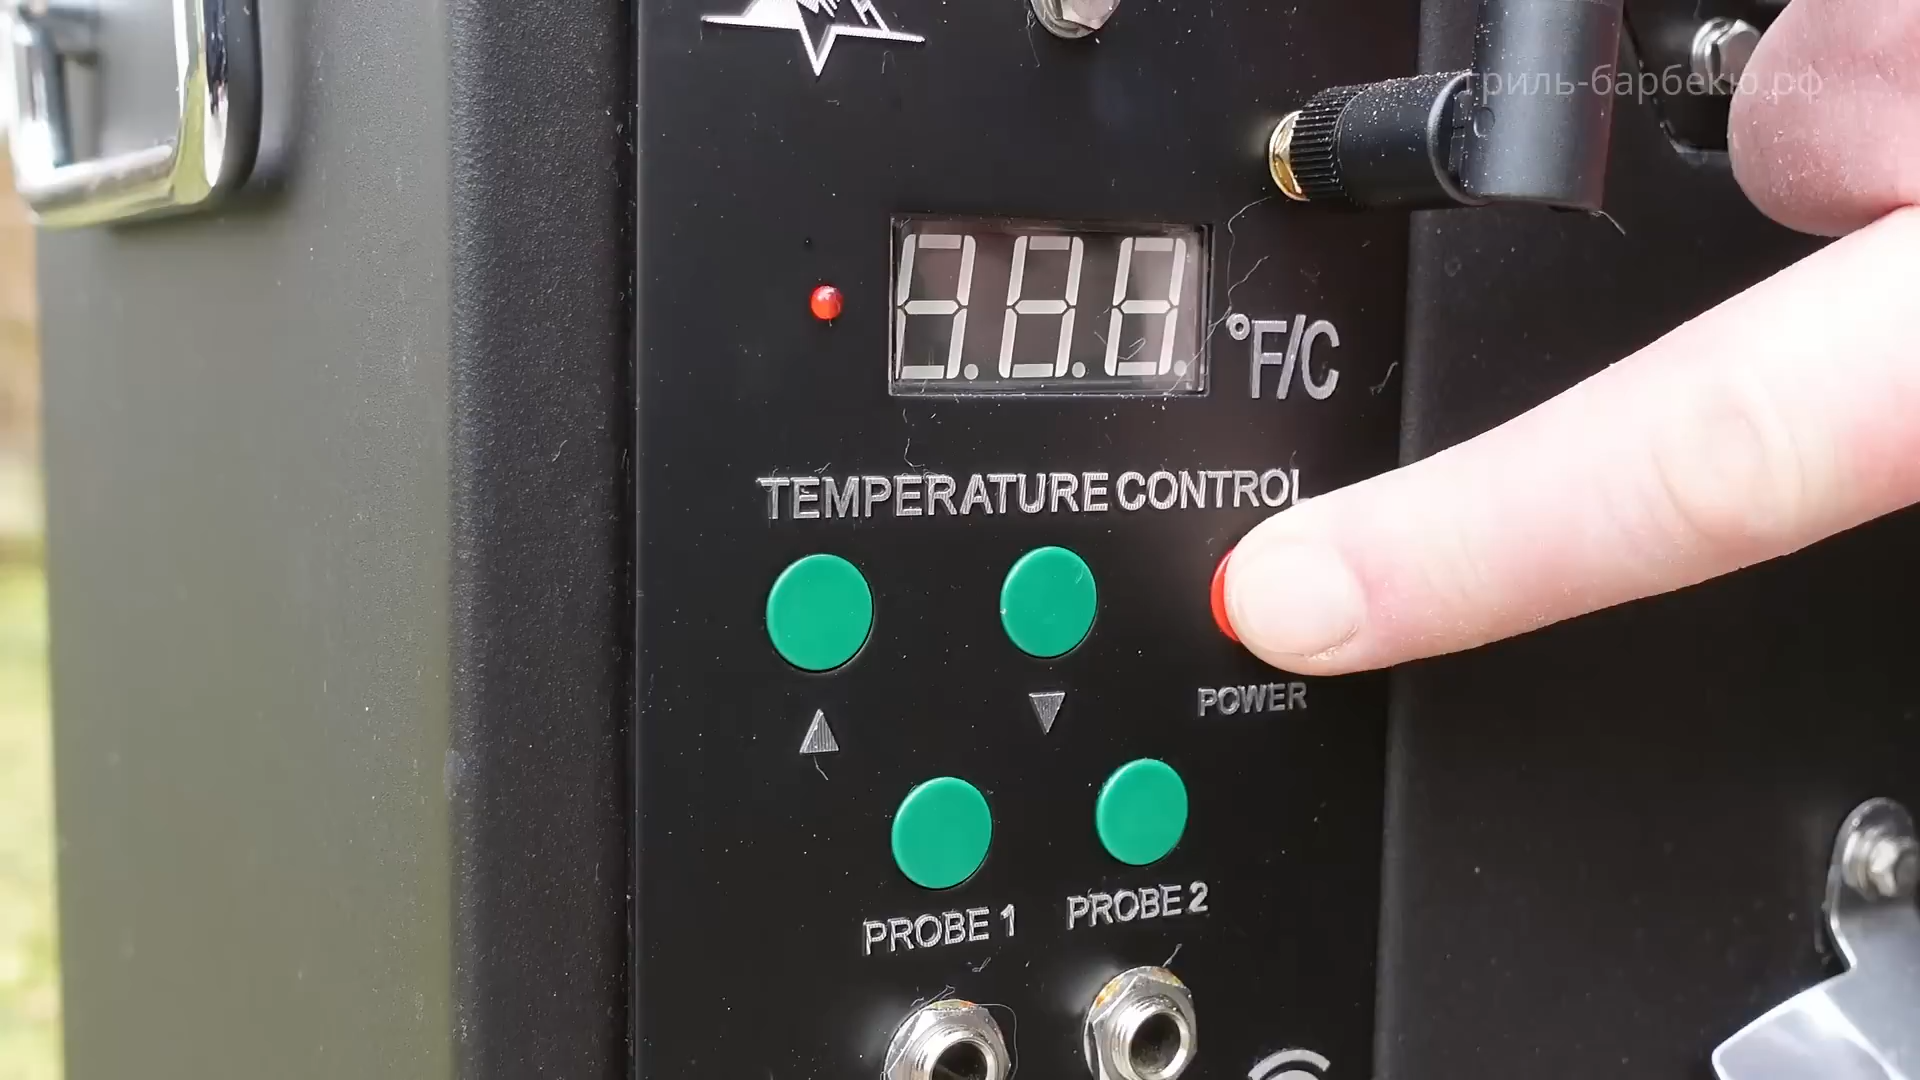 гриль-барбекю.рф
°F/C
TEMPERATURE CONTROL
POWER
PROBE 1
PROBE 2